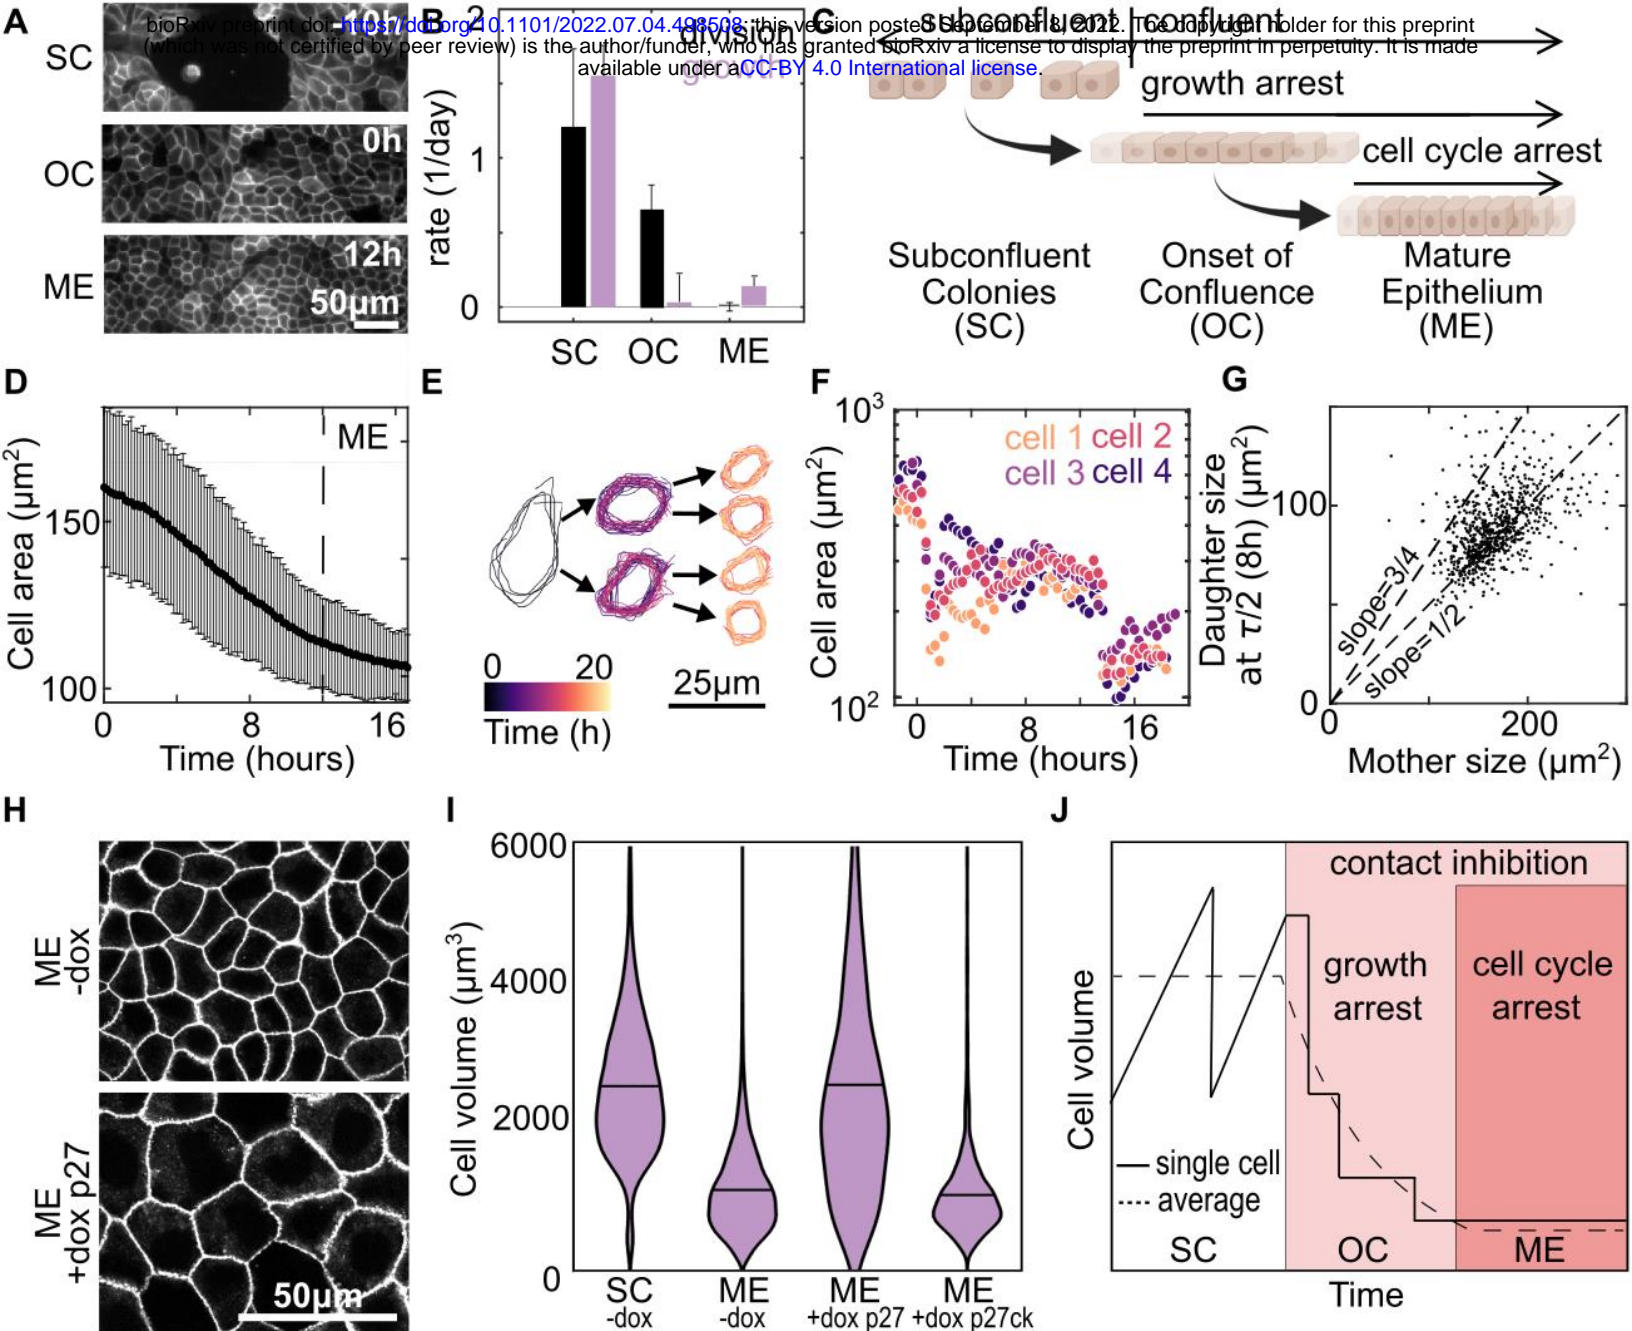 bioRxiv preprint doi: https://doi.org/10.1101/2022.07.04.498508; this version posted September 8, 2022. The copyright holder for this preprint
(which was not certified by peer review) is the author/funder, who has granted bioRxiv a license to display the preprint in perpetuity. It is made
available under aCC-BY 4.0 International license.
A
SC
-10h
OC
0h
ME
12h
50µm
B
2
1
0
rate (1/day)
division
growth
SC OC ME
C
subconfluent | confluent
growth arrest
cell cycle arrest
Subconfluent
Colonies
(SC)
Onset of
Confluence
(OC)
Mature
Epithelium
(ME)
D
Cell area (µm²)
150
100
ME
0 8 16
Time (hours)
E
0 20
Time (h)
25µm
F
Cell area (µm²)
10³
10²
cell 1 cell 2
cell 3 cell 4
0 8 16
Time (hours)
G
Daughter size
at τ/2 (8h) (µm²)
100
0
slope=3/4
slope=1/2
0 200
Mother size (µm²)
H
ME
-dox
ME
+dox p27
50µm
I
Cell volume (µm³)
6000
4000
2000
0
SC
-dox
ME
-dox
ME
+dox p27
ME
+dox p27ck
J
Cell volume
contact inhibition
growth
arrest
cell cycle
arrest
single cell
average
SC OC ME
Time